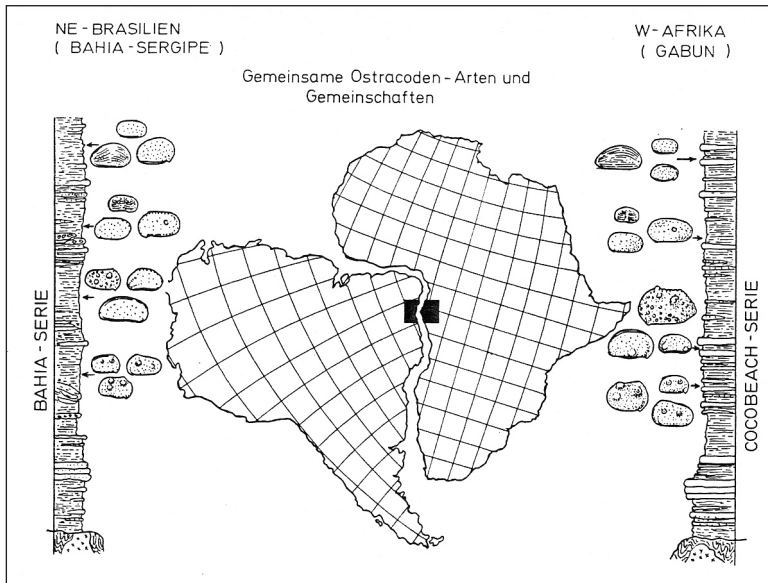 NE-BRASILIEN
( BAHIA-SERGIPE )
W-AFRIKA
( GABUN )
Gemeinsame Ostracoden-Arten und
Gemeinschaften
BAHIA-SERIE
COCOBEACH-SERIE